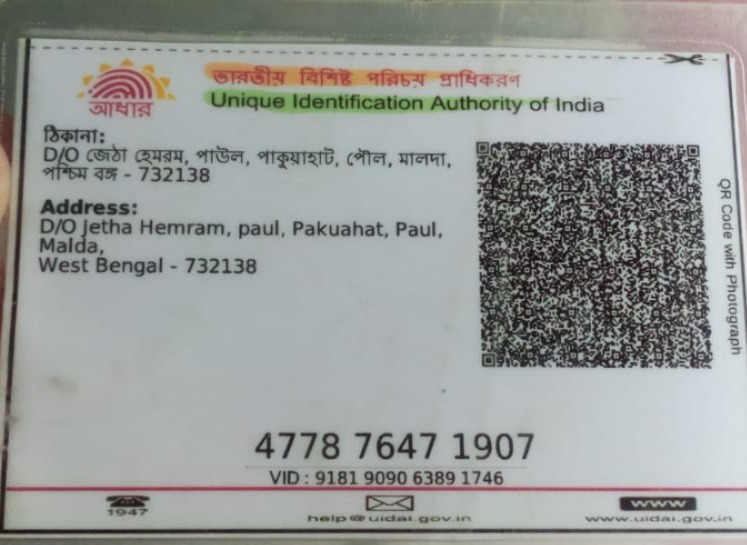 ভারতীয় বিশিষ্ট পরিচয় প্রাধিকরণ
Unique Identification Authority of India
আধার
ঠিকানা:
D/O জেঠা হেমরম, পাউল, পাকুয়াহাট, পৌল, মালদা,
পশ্চিম বঙ্গ - 732138
Address:
D/O Jetha Hemram, paul, Pakuahat, Paul,
Malda,
West Bengal - 732138
QR Code with Photograph
4778 7647 1907
VID : 9181 9090 6389 1746
1947
help@uidai.gov.in
www
www.uidai.gov.in